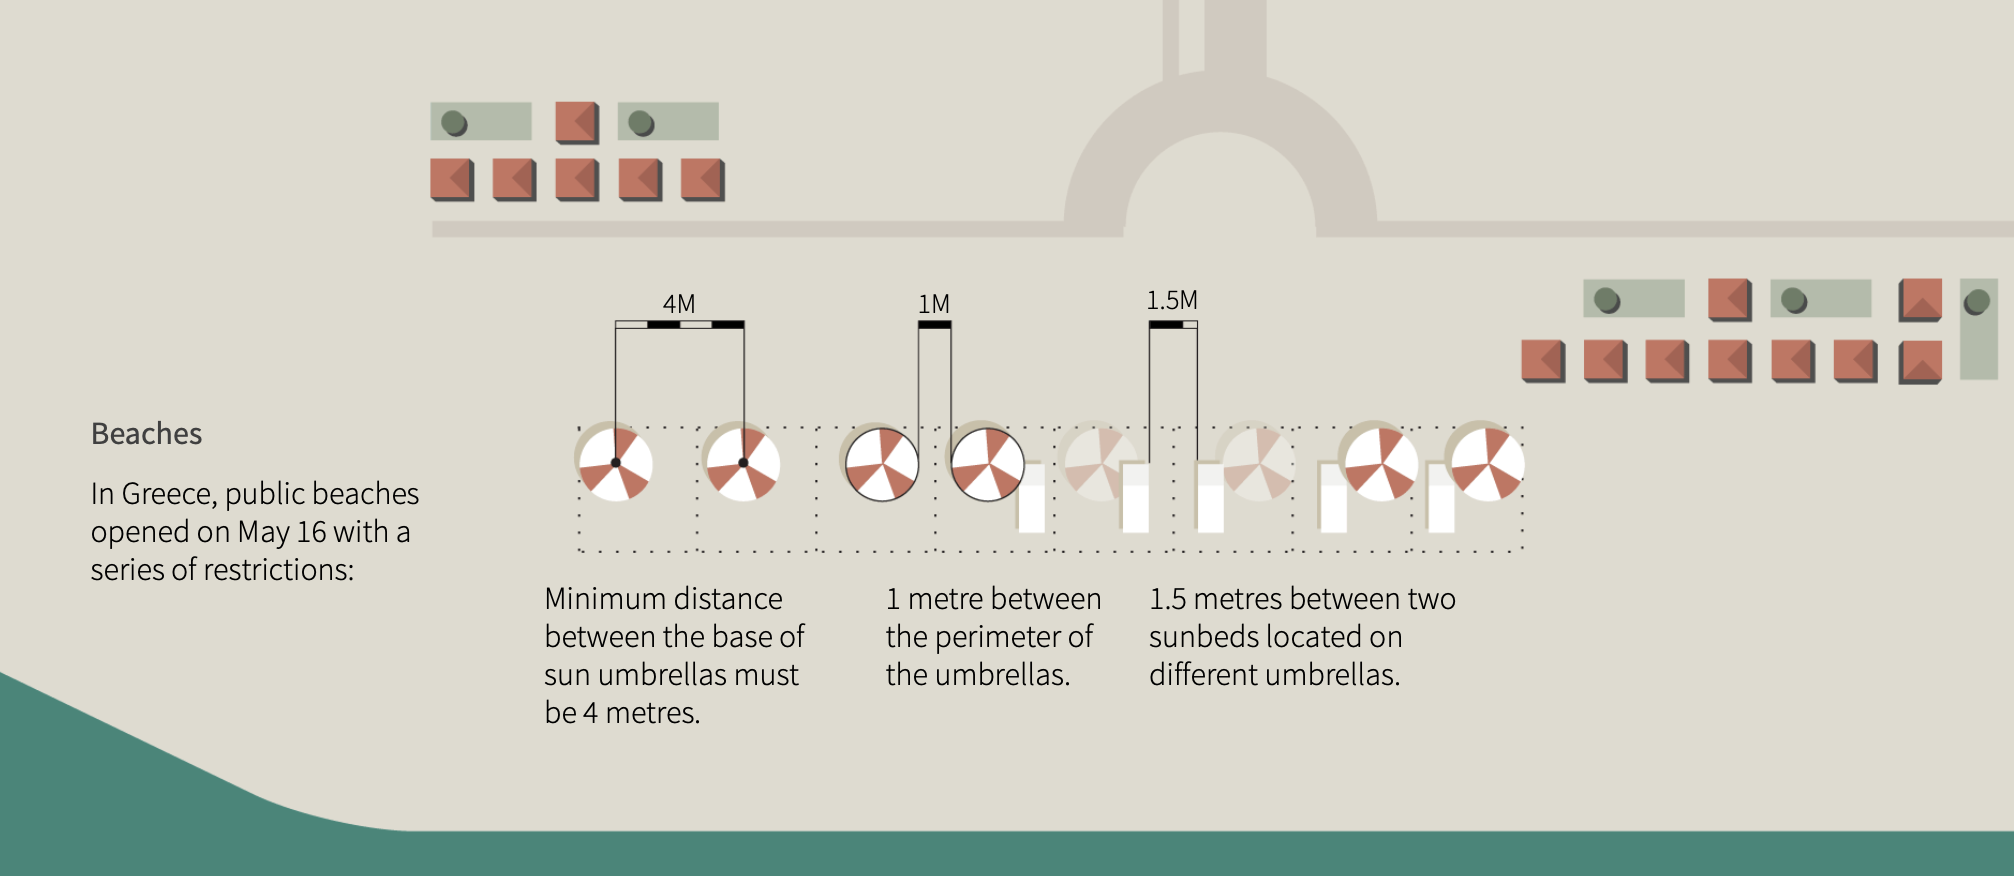 4M
1M
1.5M
Beaches
In Greece, public beaches
opened on May 16 with a
series of restrictions:
Minimum distance
between the base of
sun umbrellas must
be 4 metres.
1 metre between
the perimeter of
the umbrellas.
1.5 metres between two
sunbeds located on
different umbrellas.